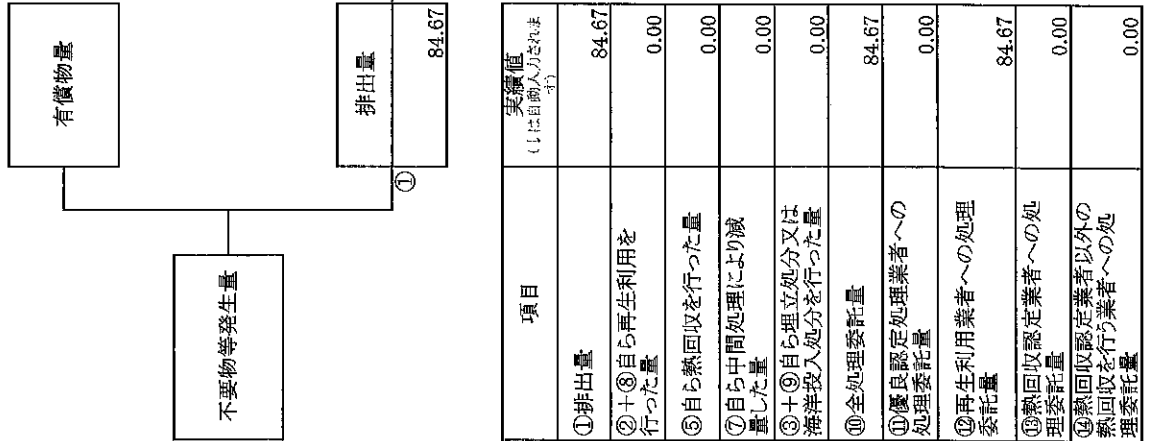 有償物量
不要物等発生量
排出量
①
84.67
項目
実績値
(しは自動入力されま
す)
①排出量
84.67
②+⑧自ら再生利用を
行った量
0.00
⑤自ら熱回収を行った量
0.00
⑦自ら中間処理により減
量した量
0.00
③+⑨自ら埋立処分又は
海洋投入処分を行った量
0.00
⑩全処理委託量
84.67
⑪優良認定処理業者への
処理委託量
0.00
⑫再生利用業者への処理
委託量
84.67
⑬熱回収認定業者への処
理委託量
0.00
⑭熱回収認定業者以外の
熱回収を行う業者への処
理委託量
0.00